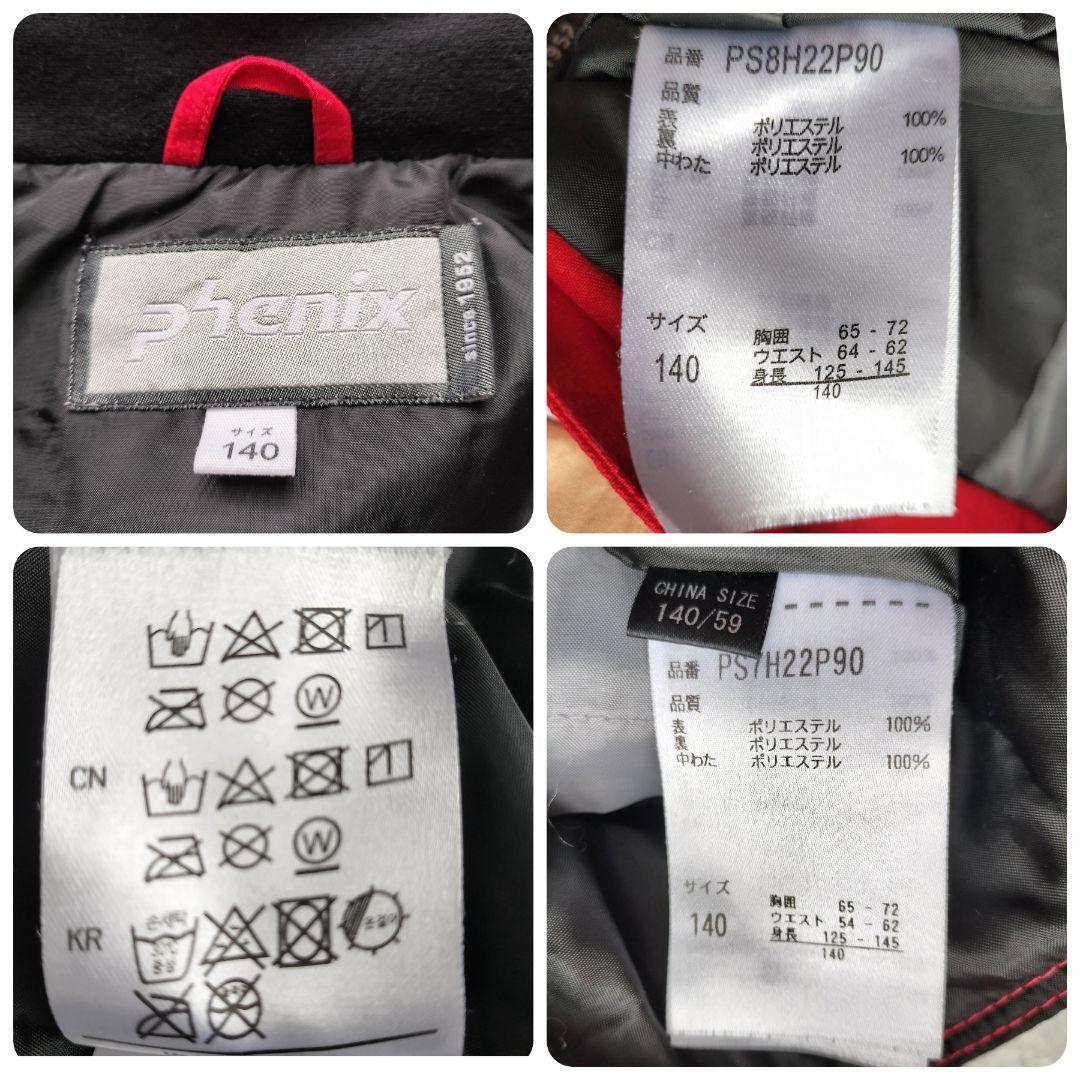 phenix
since 1952
サイズ
140
品番 PS8H22P90
品質
表 ポリエステル 100%
裏 ポリエステル
中わた ポリエステル 100%
サイズ
140
胸囲 65 - 72
ウエスト 64 - 62
身長 125 - 145
140
W
CN
W
KR
CHINA SIZE
140/59
品番 PS7H22P90
品質
表 ポリエステル 100%
裏 ポリエステル
中わた ポリエステル 100%
サイズ
140
胸囲 65 - 72
ウエスト 54 - 62
身長 125 - 145
140